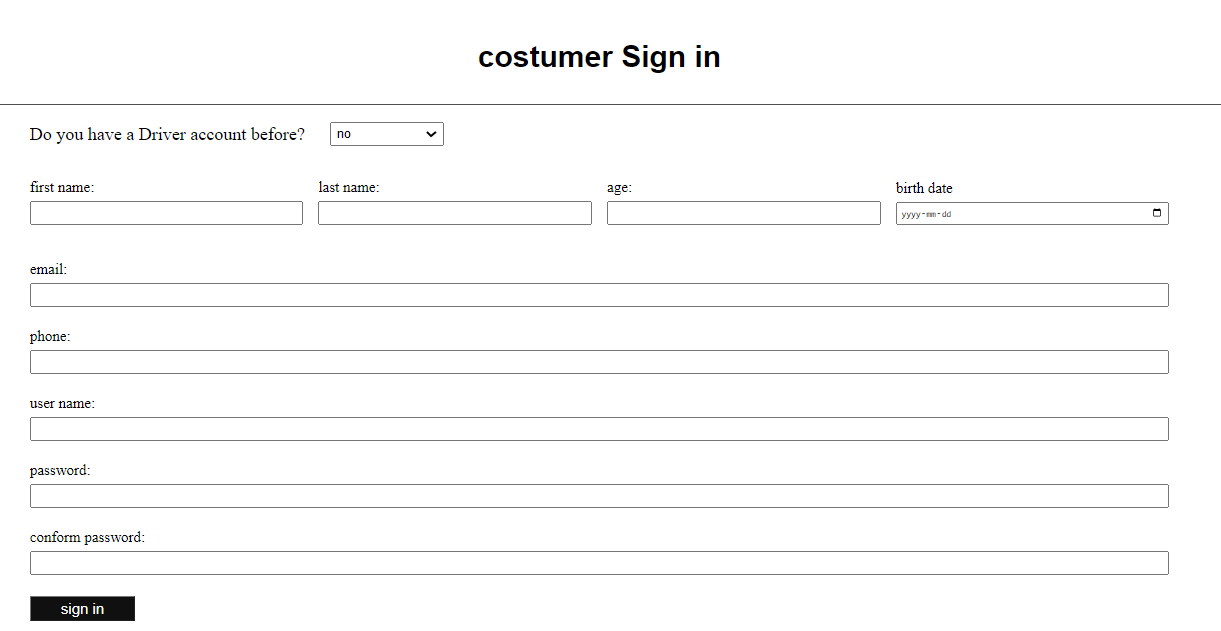 costumer Sign in
Do you have a Driver account before? no
first name: last name: age: birth date
yyyy-mm-dd
email:
phone:
user name:
password:
conform password:
sign in